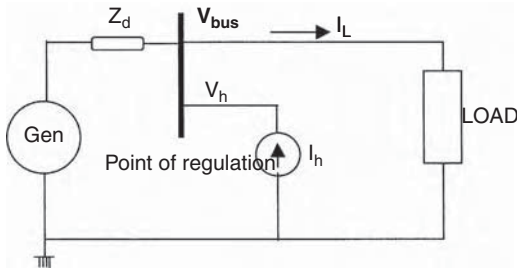 Z_d
V_bus
I_L
V_h
Gen
LOAD
Point of regulation
I_h